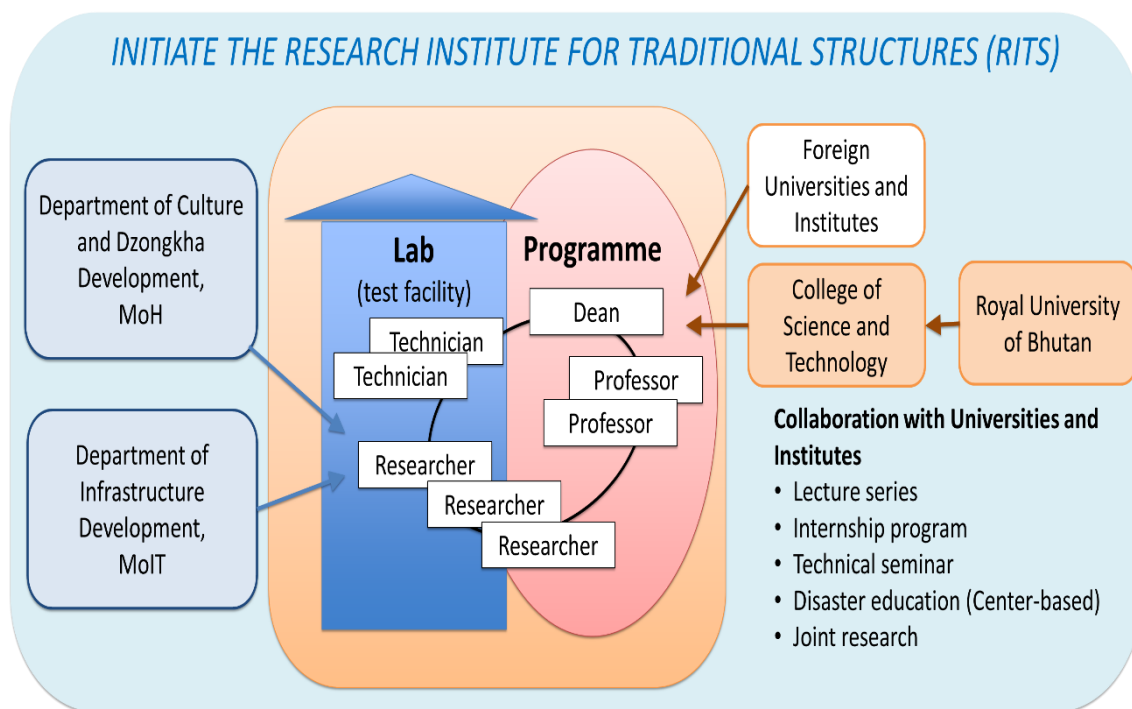 INITIATE THE RESEARCH INSTITUTE FOR TRADITIONAL STRUCTURES (RITS)
Department of Culture
and Dzongkha
Development,
MoH
Department of
Infrastructure
Development,
MoIT
Lab
(test facility)
Technician
Technician
Researcher
Researcher
Researcher
Programme
Dean
Professor
Professor
Foreign
Universities and
Institutes
College of
Science and
Technology
Royal University
of Bhutan
Collaboration with Universities and
Institutes
• Lecture series
• Internship program
• Technical seminar
• Disaster education (Center-based)
• Joint research